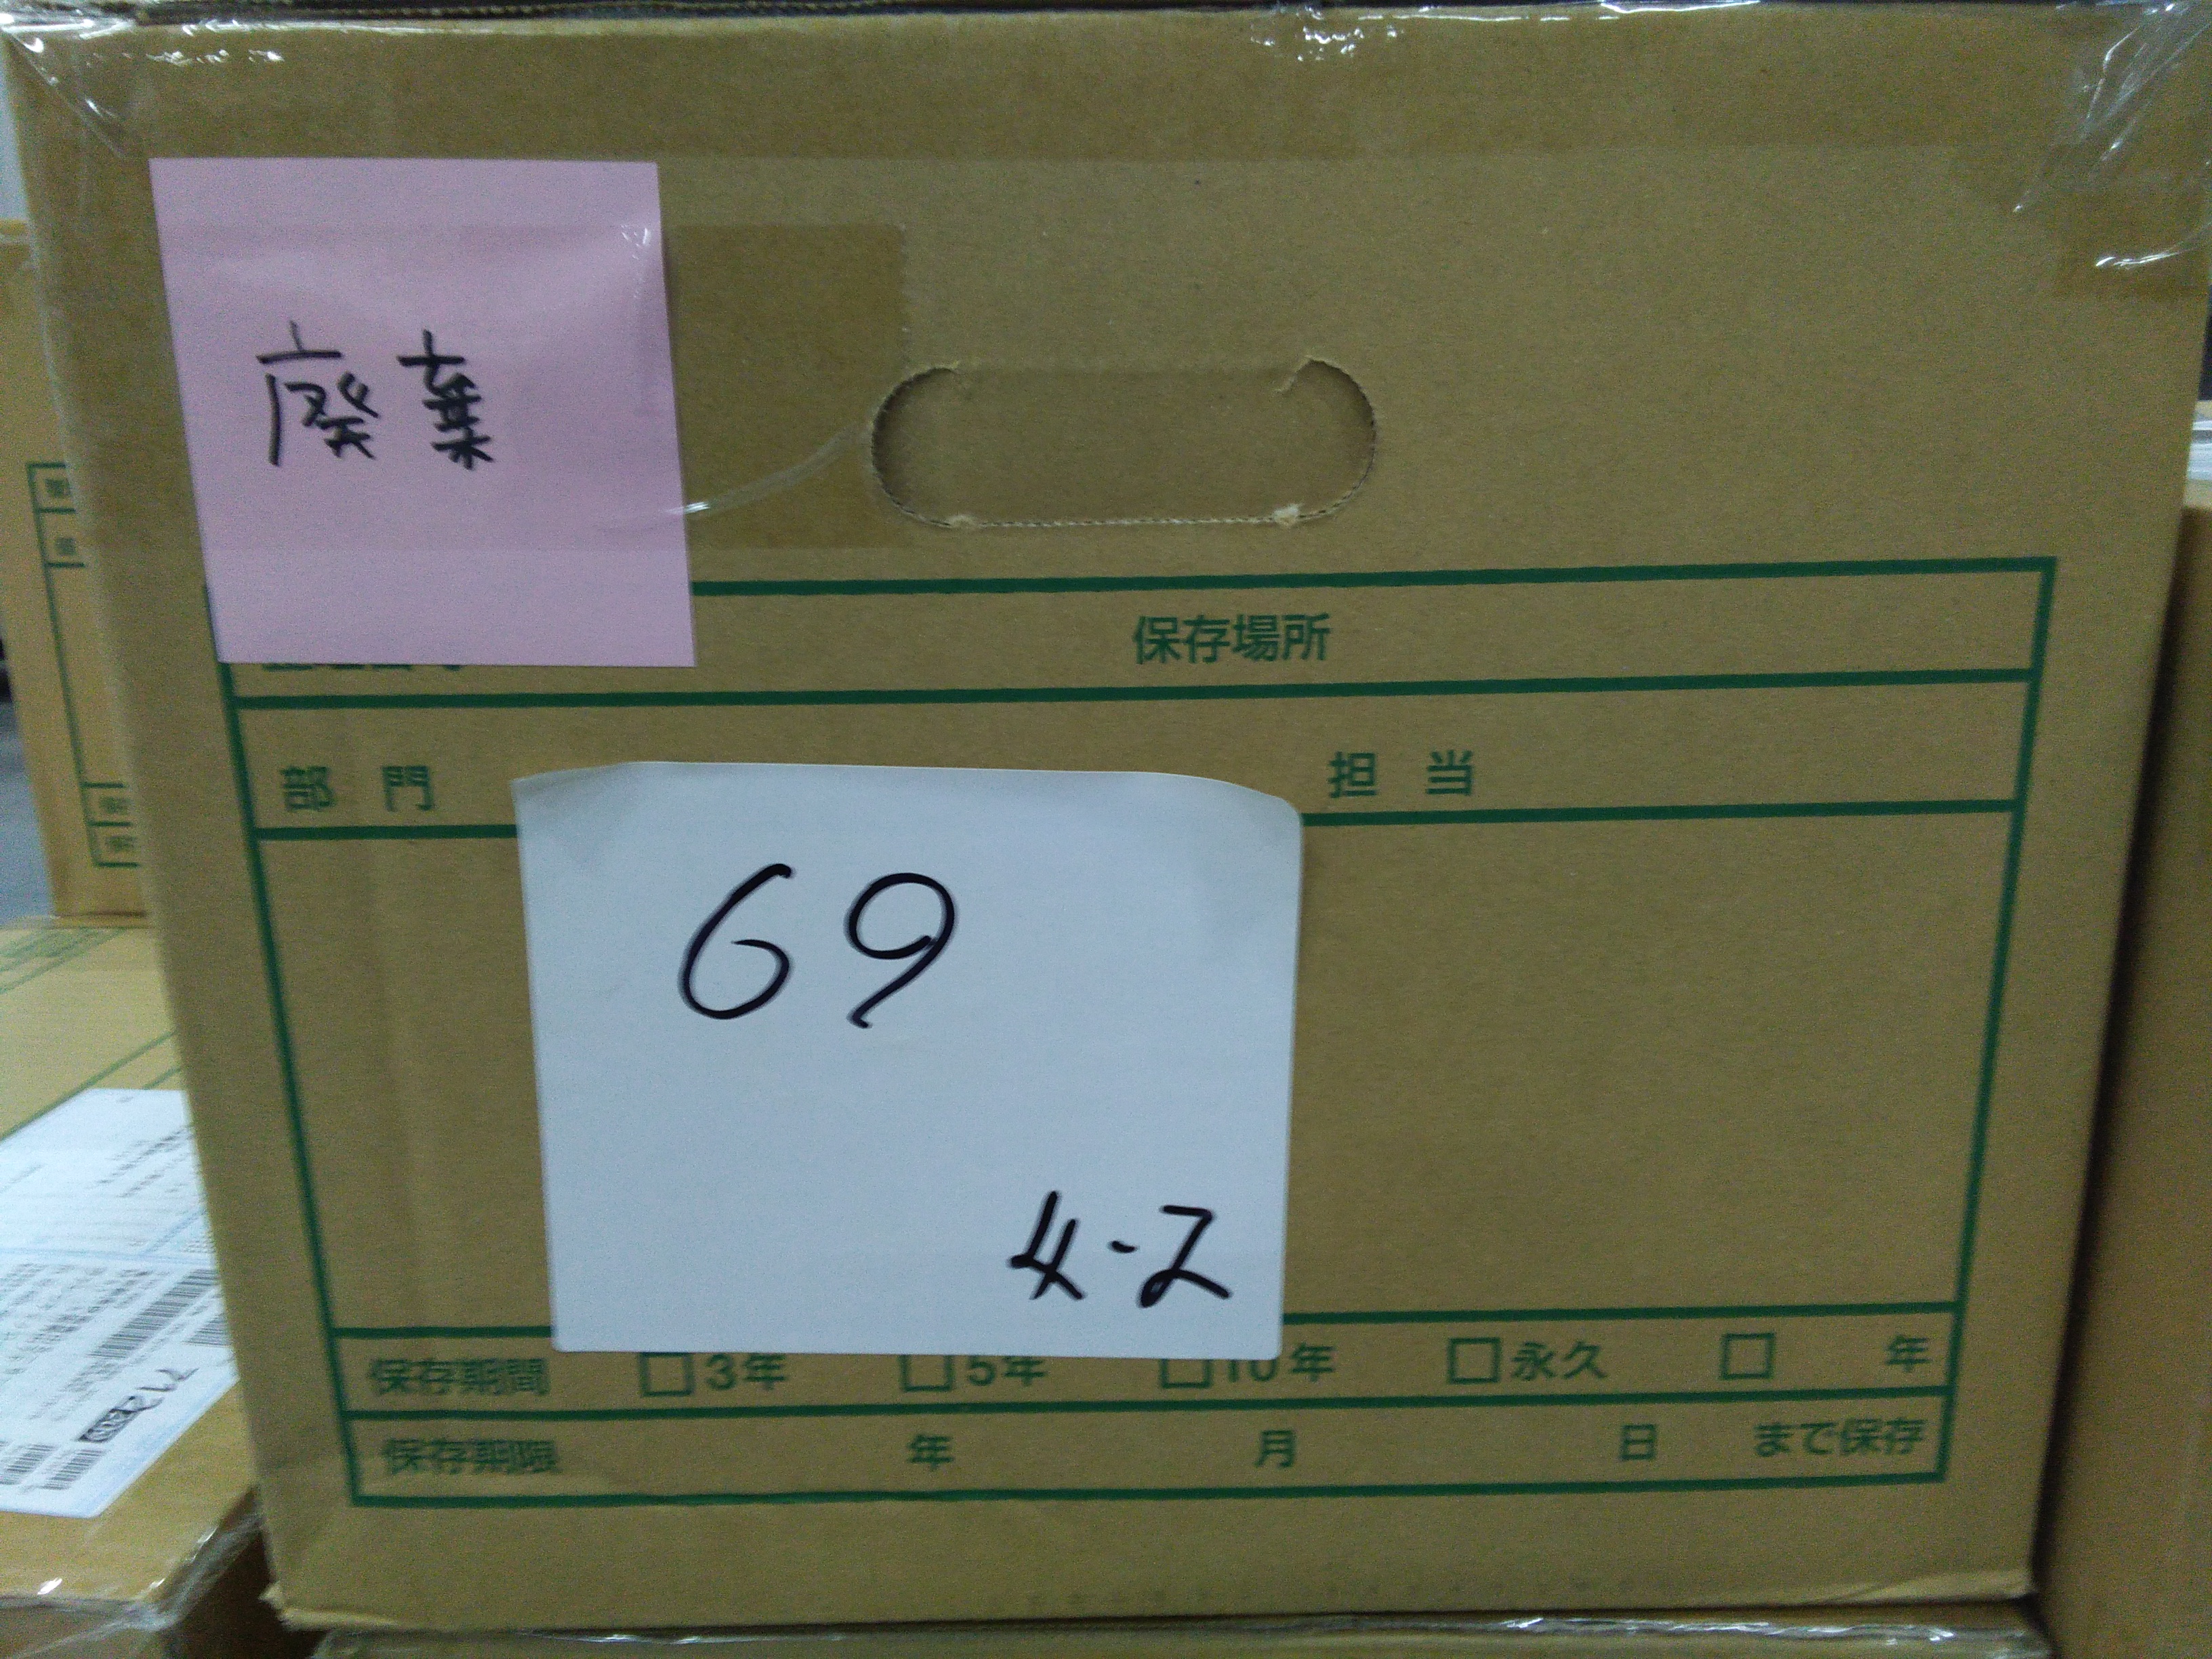 廃棄
保存場所
部門 担当
69
4-2
保存期間 □3年 □5年 □10年 □永久 □ 年
保存期限 年 月 日 まで保存
712